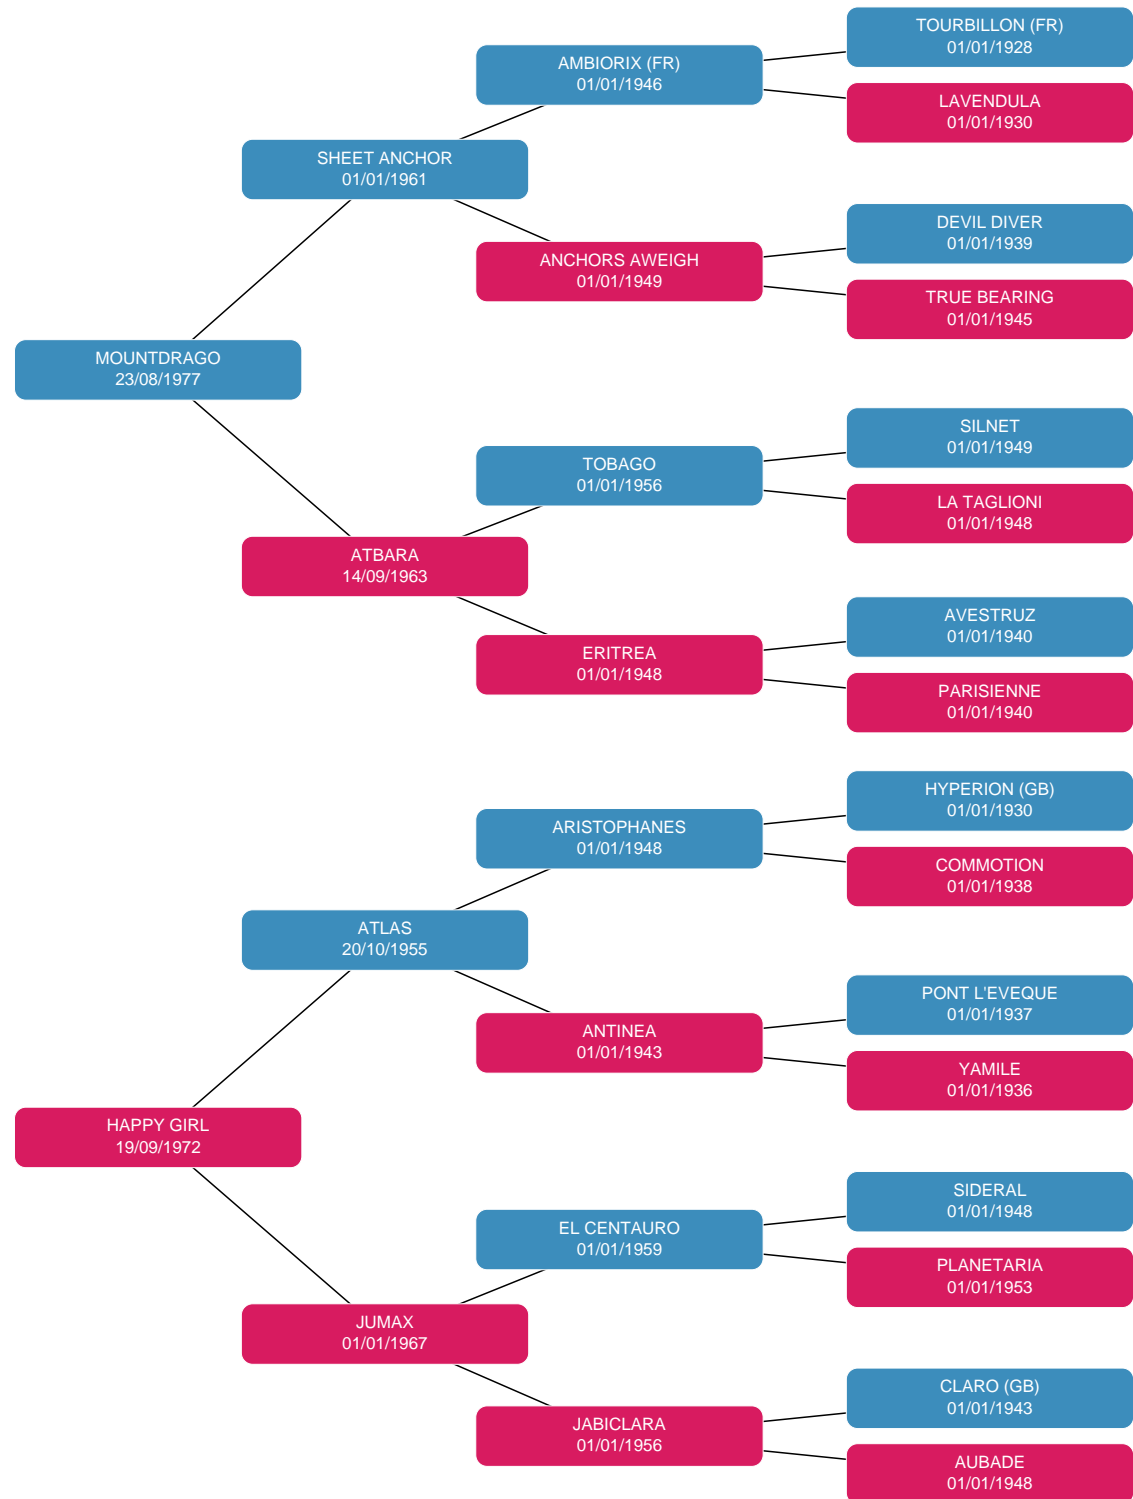 TOURBILLON (FR)
01/01/1928
AMBIORIX (FR)
01/01/1946
LAVENDULA
01/01/1930
SHEET ANCHOR
01/01/1961
DEVIL DIVER
01/01/1939
ANCHORS AWEIGH
01/01/1949
TRUE BEARING
01/01/1945
MOUNTDRAGO
23/08/1977
SILNET
01/01/1949
TOBAGO
01/01/1956
LA TAGLIONI
01/01/1948
ATBARA
14/09/1963
AVESTRUZ
01/01/1940
ERITREA
01/01/1948
PARISIENNE
01/01/1940
HYPERION (GB)
01/01/1930
ARISTOPHANES
01/01/1948
COMMOTION
01/01/1938
ATLAS
20/10/1955
PONT L'EVEQUE
01/01/1937
ANTINEA
01/01/1943
YAMILE
01/01/1936
HAPPY GIRL
19/09/1972
SIDERAL
01/01/1948
EL CENTAURO
01/01/1959
PLANETARIA
01/01/1953
JUMAX
01/01/1967
CLARO (GB)
01/01/1943
JABICLARA
01/01/1956
AUBADE
01/01/1948